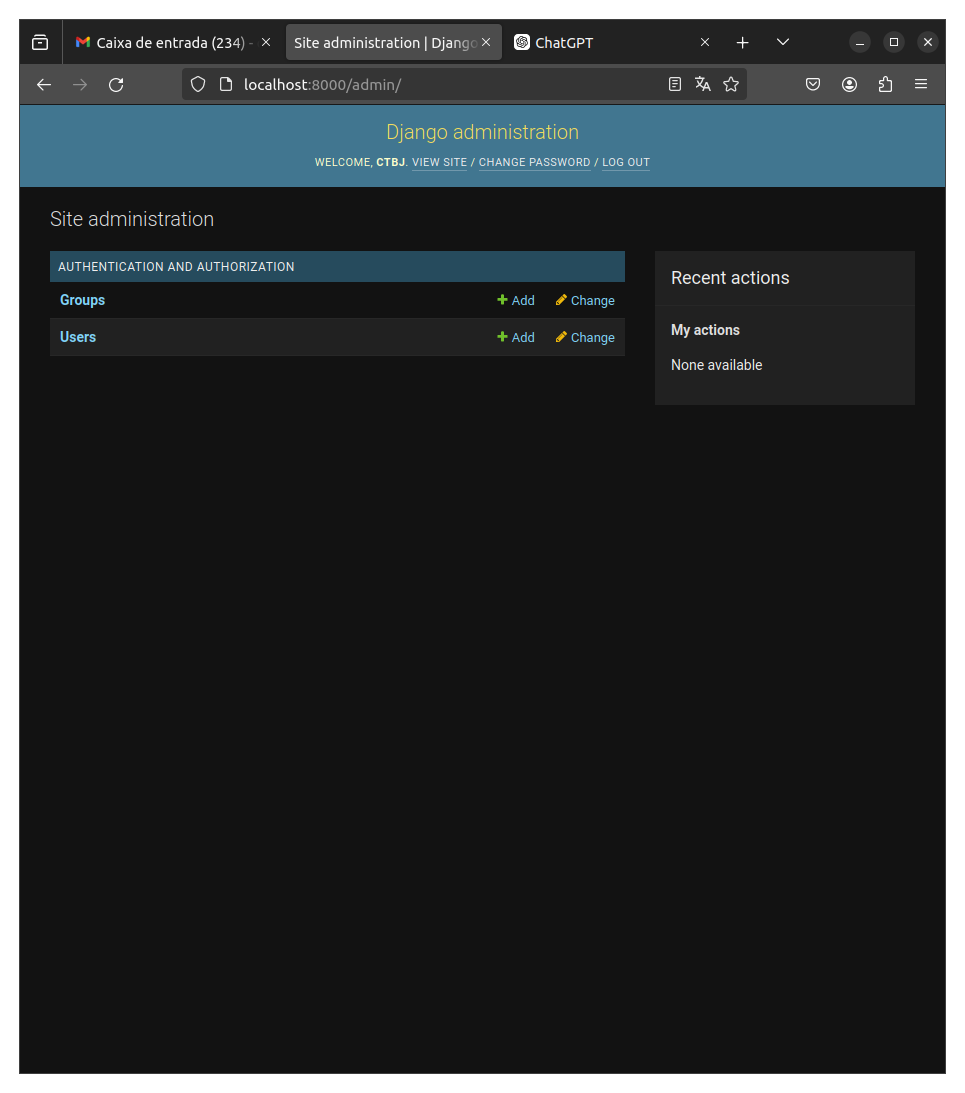 Caixa de entrada (234) -
Site administration | Django
ChatGPT
localhost:8000/admin/
Django administration
WELCOME, CTBJ. VIEW SITE / CHANGE PASSWORD / LOG OUT
Site administration
AUTHENTICATION AND AUTHORIZATION
Groups Add Change
Users Add Change
Recent actions
My actions
None available